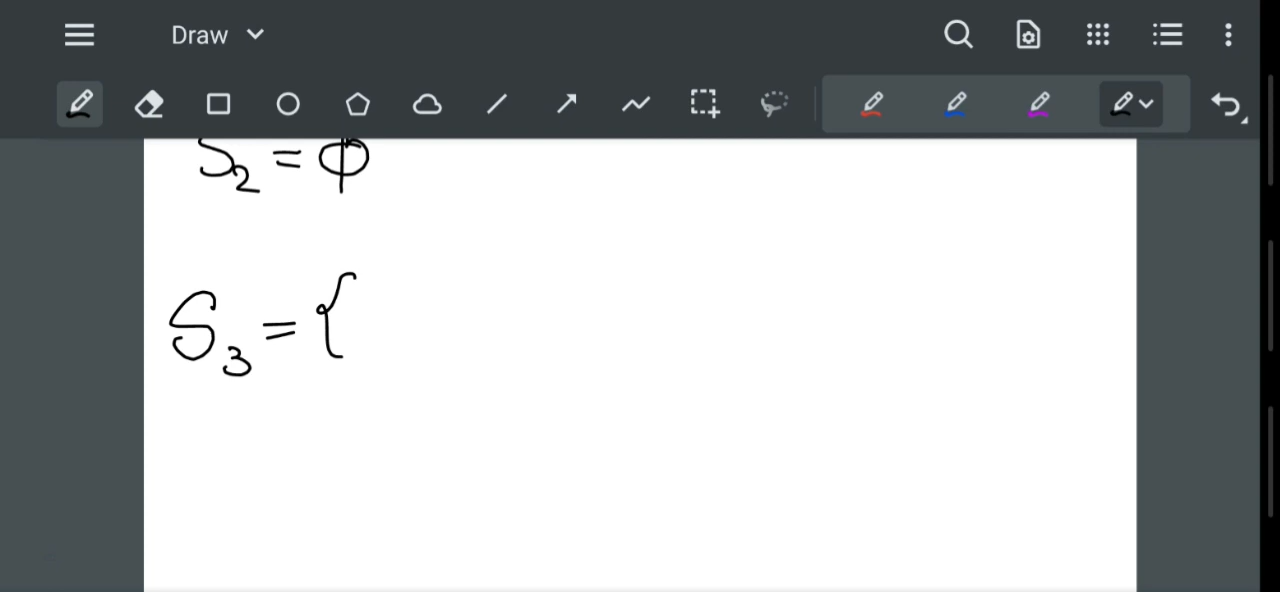 Draw
S₂ = Φ
S₃ = {